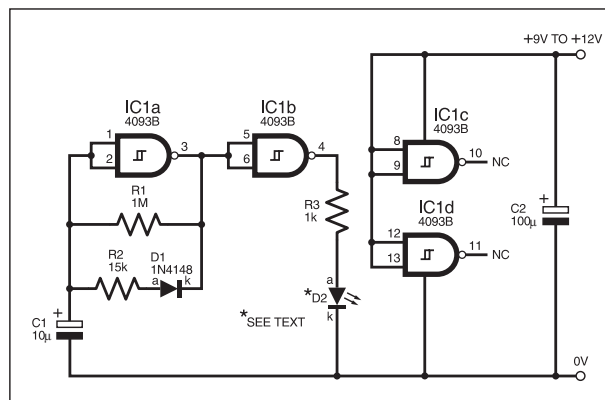 +9V TO +12V
IC1a
4093B
IC1b
4093B
IC1c
4093B
1
2
3
5
6
4
8
9
10
NC
R1
1M
R2
15k
D1
1N4148
a
k
R3
1k
IC1d
4093B
12
13
11
NC
C2
100µ
+
a
*D2
k
*SEE TEXT
+
C1
10µ
0V